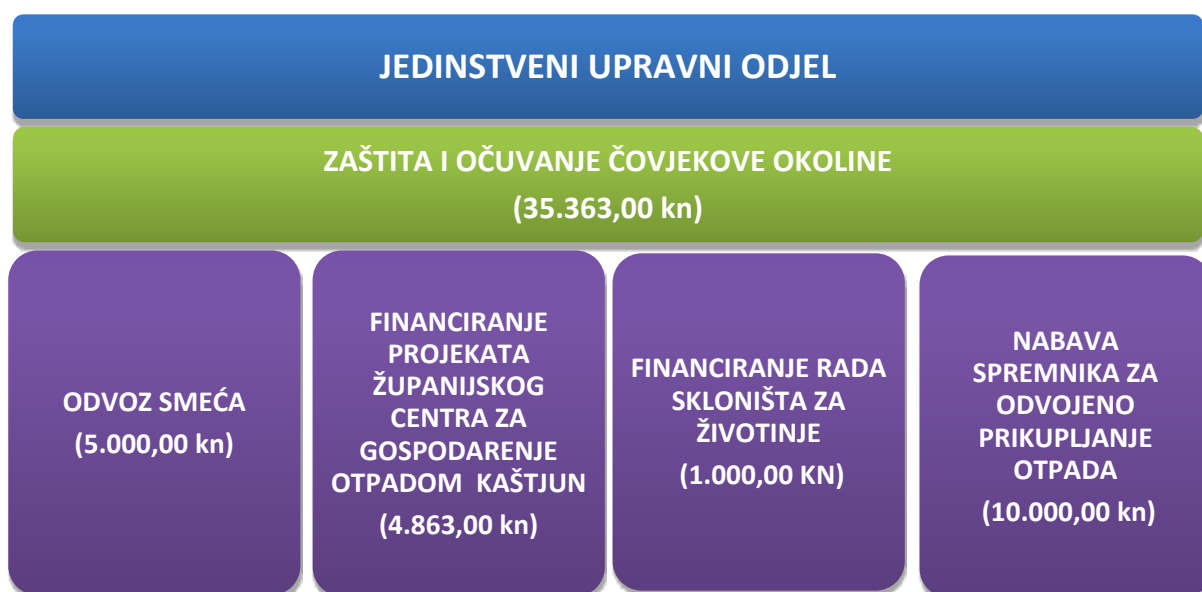 JEDINSTVENI UPRAVNI ODJEL
ZAŠTITA I OČUVANJE ČOVJEKOVE OKOLINE
(35.363,00 kn)
ODVOZ SMEĆA
(5.000,00 kn)
FINANCIRANJE
PROJEKATA
ŽUPANIJSKOG
CENTRA ZA
GOSPODARENJE
OTPADOM KAŠTJUN
(4.863,00 kn)
FINANCIRANJE RADA
SKLONIŠTA ZA
ŽIVOTINJE
(1.000,00 KN)
NABAVA
SPREMNIKA ZA
ODVOJENO
PRIKUPLJANJE
OTPADA
(10.000,00 kn)